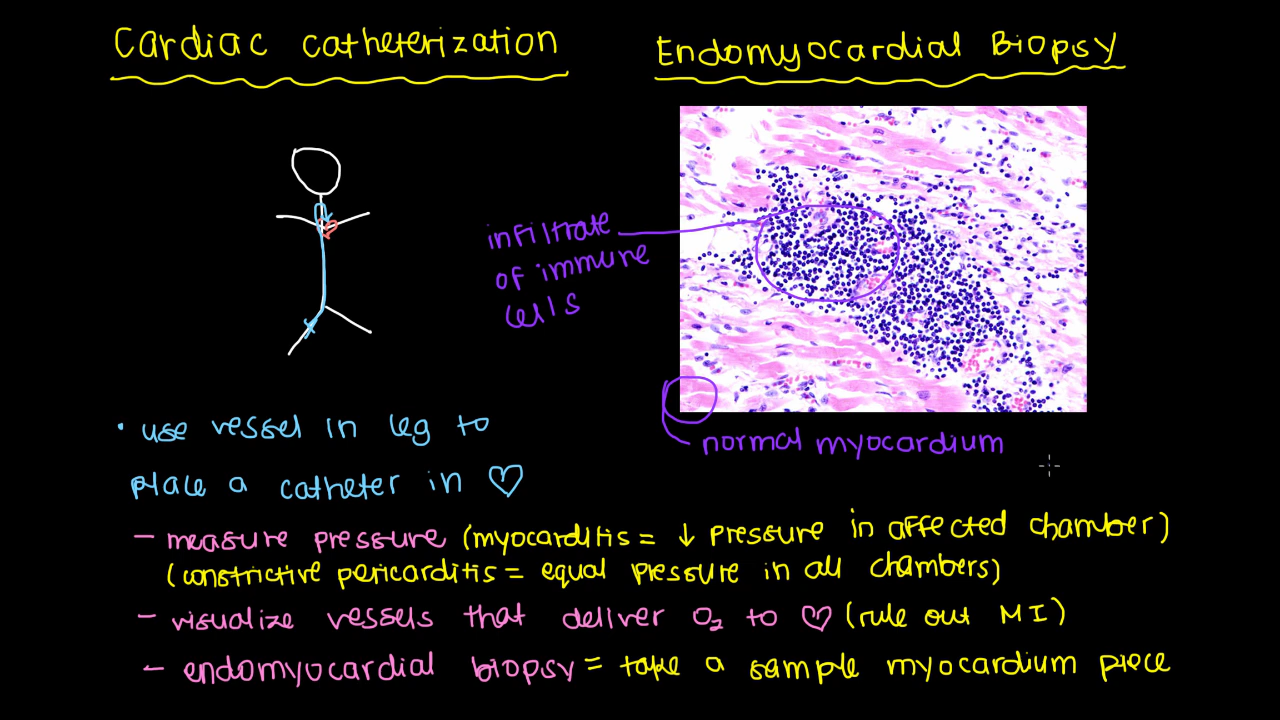 Cardiac Catheterization
Endomyocardial Biopsy
infiltrate
of immune
cells
normal myocardium
• use vessel in leg to
place a catheter in ♡
- measure pressure (myocarditis = ↓ pressure in affected chamber)
(constrictive pericarditis = equal pressure in all chambers)
- visualize vessels that deliver O₂ to ♡ (rule out MI)
- endomyocardial biopsy = take a sample myocardium piece